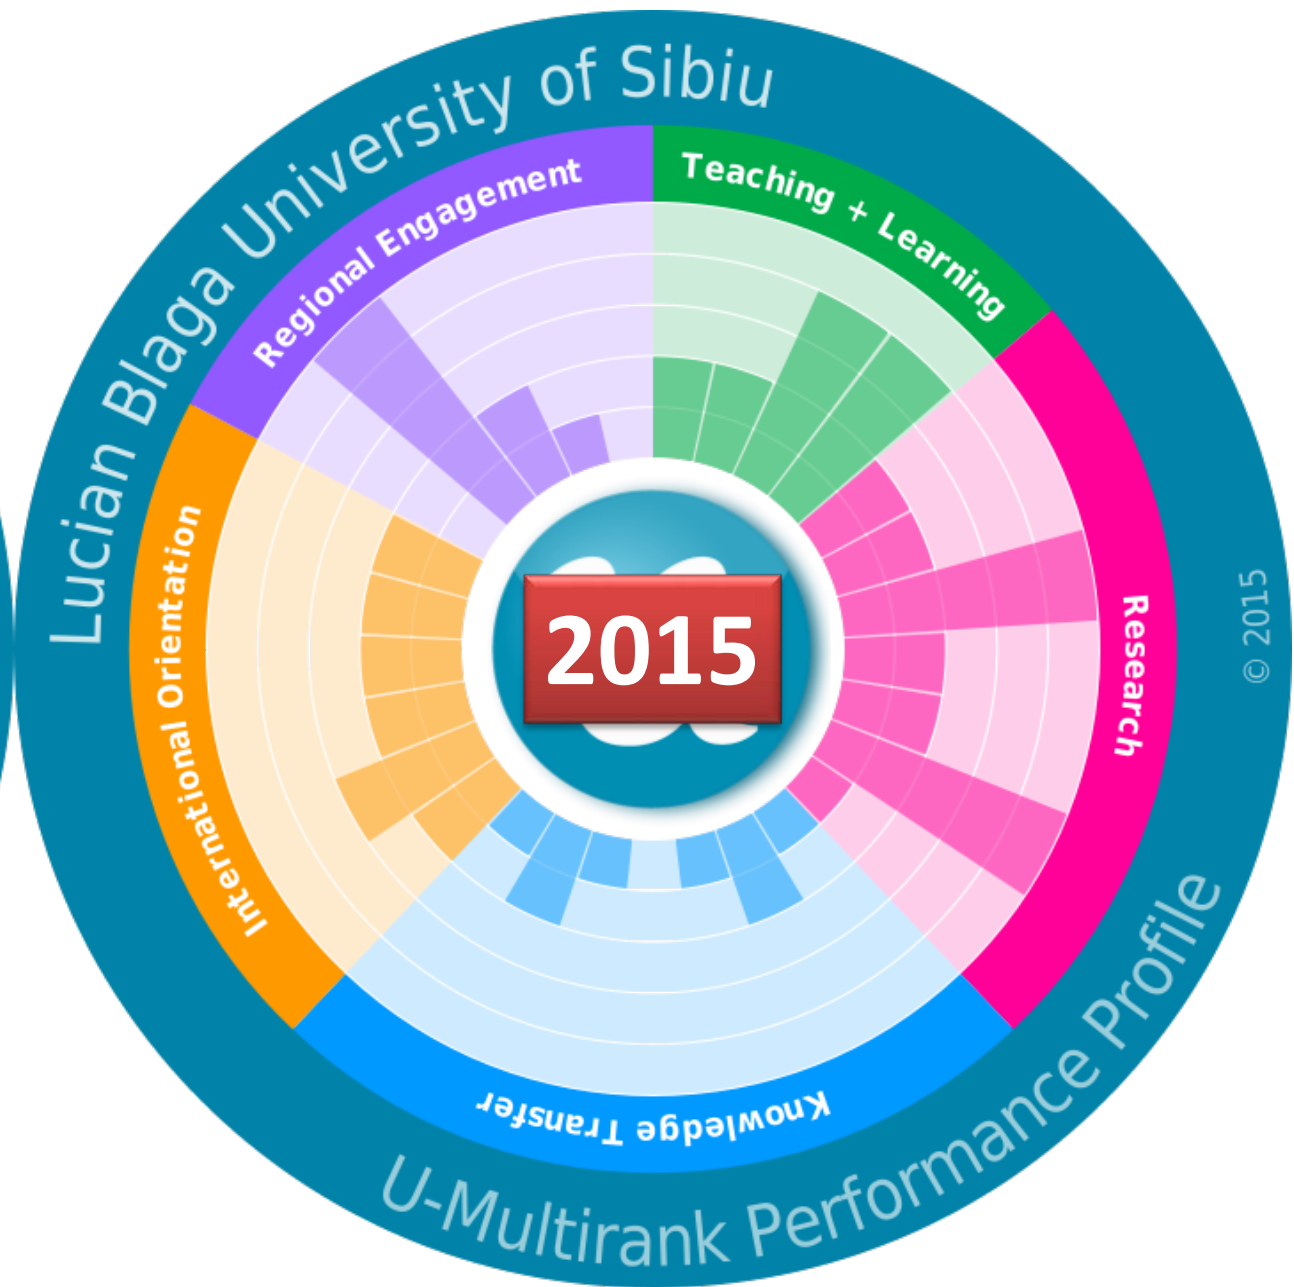 Lucian Blaga University of Sibiu
Regional Engagement
Teaching + Learning
Research
Knowledge Transfer
International Orientation
2015
© 2015
U-Multirank Performance Profile